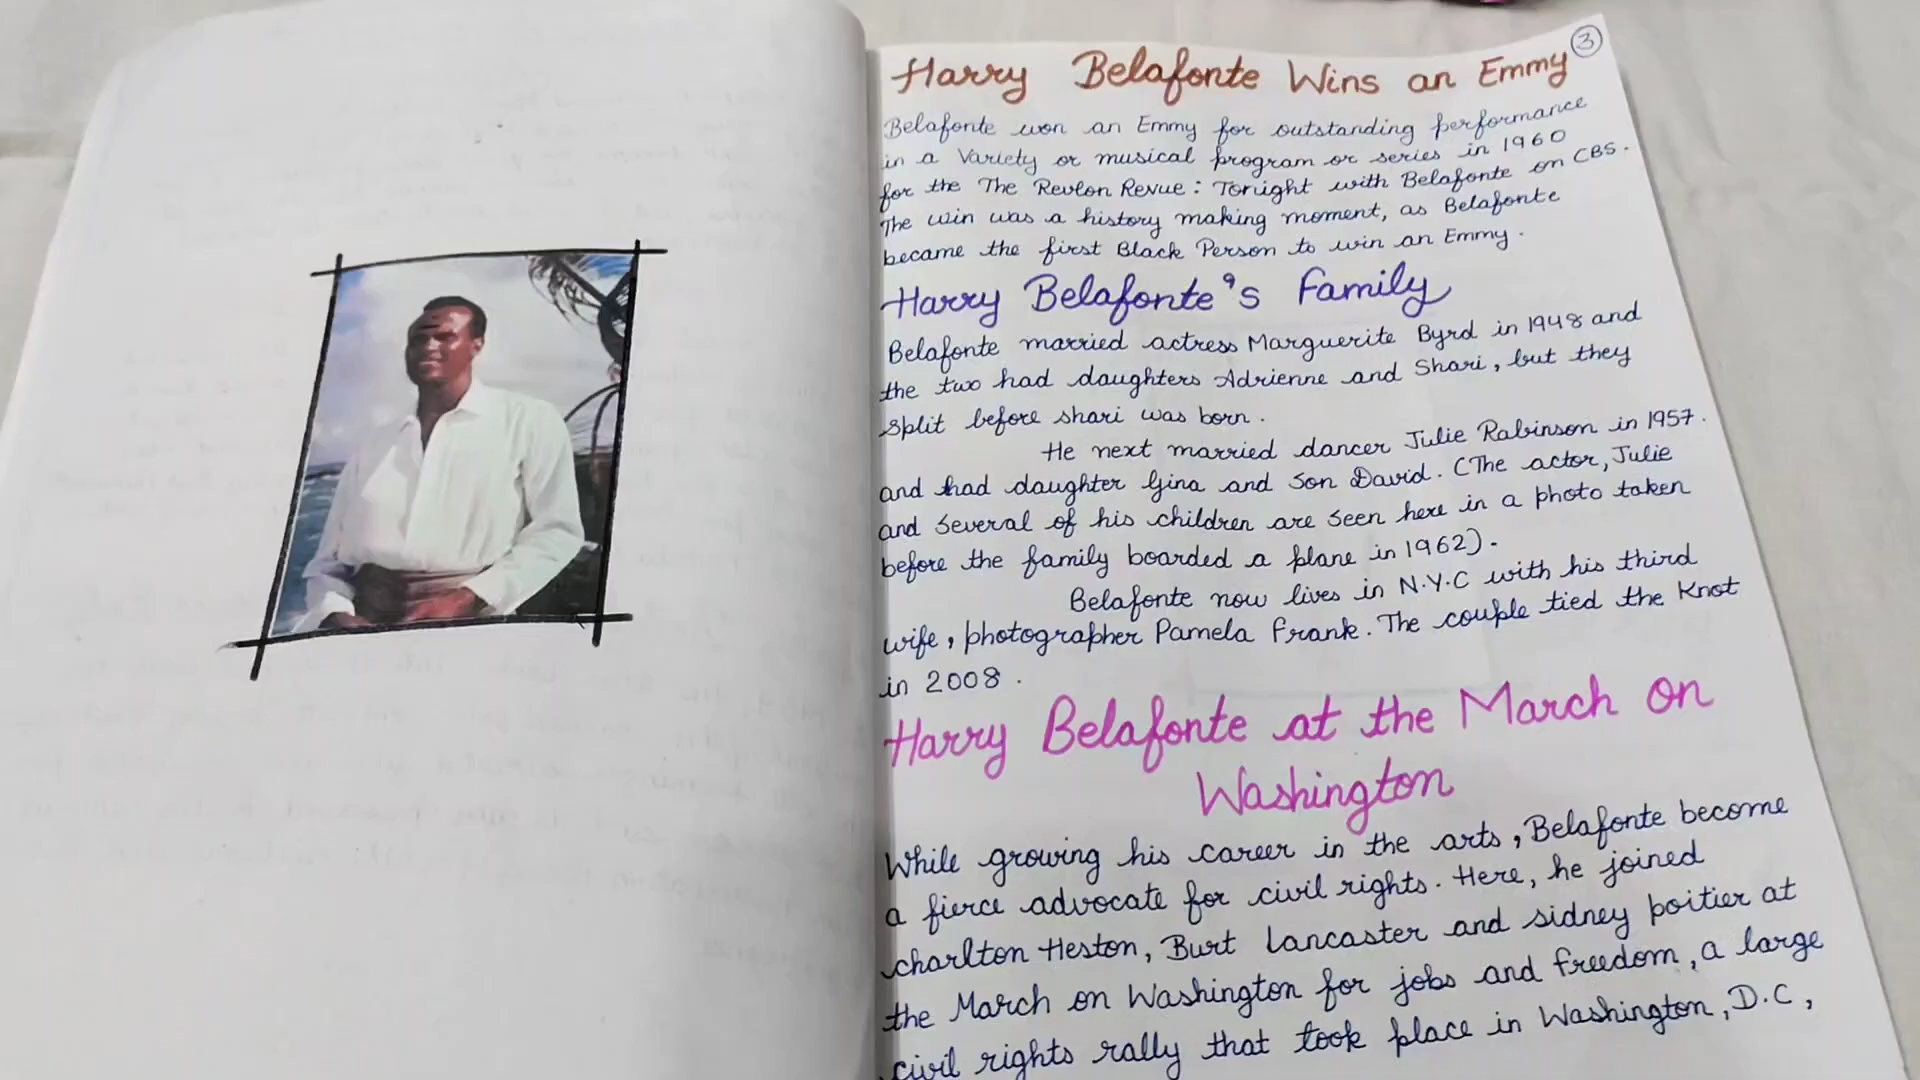 3
Harry Belafonte Wins an Emmy
Belafonte won an Emmy for outstanding performance
in a Variety or musical program or series in 1960
for the The Revlon Revue: Tonight with Belafonte on CBS.
The win was a history making moment, as Belafonte
became the first Black Person to win an Emmy.
Harry Belafonte's Family
Belafonte married actress Marguerite Byrd in 1948 and
the two had daughters Adrienne and Shari, but they
split before shari was born.
He next married dancer Julie Rabinson in 1957.
and had daughter Gina and Son David. (The actor, Julie
and several of his children are seen here in a photo taken
before the family boarded a plane in 1962).
Belafonte now lives in N.Y.C with his third
wife, photographer Pamela Frank. The couple tied the Knot
in 2008.
Harry Belafonte at the March on
Washington
While growing his career in the arts, Belafonte become
a fierce advocate for civil rights. Here, he joined
charlton Heston, Burt Lancaster and sidney poitier at
the March on Washington for jobs and freedom, a large
civil rights rally that took place in Washington, D.C,